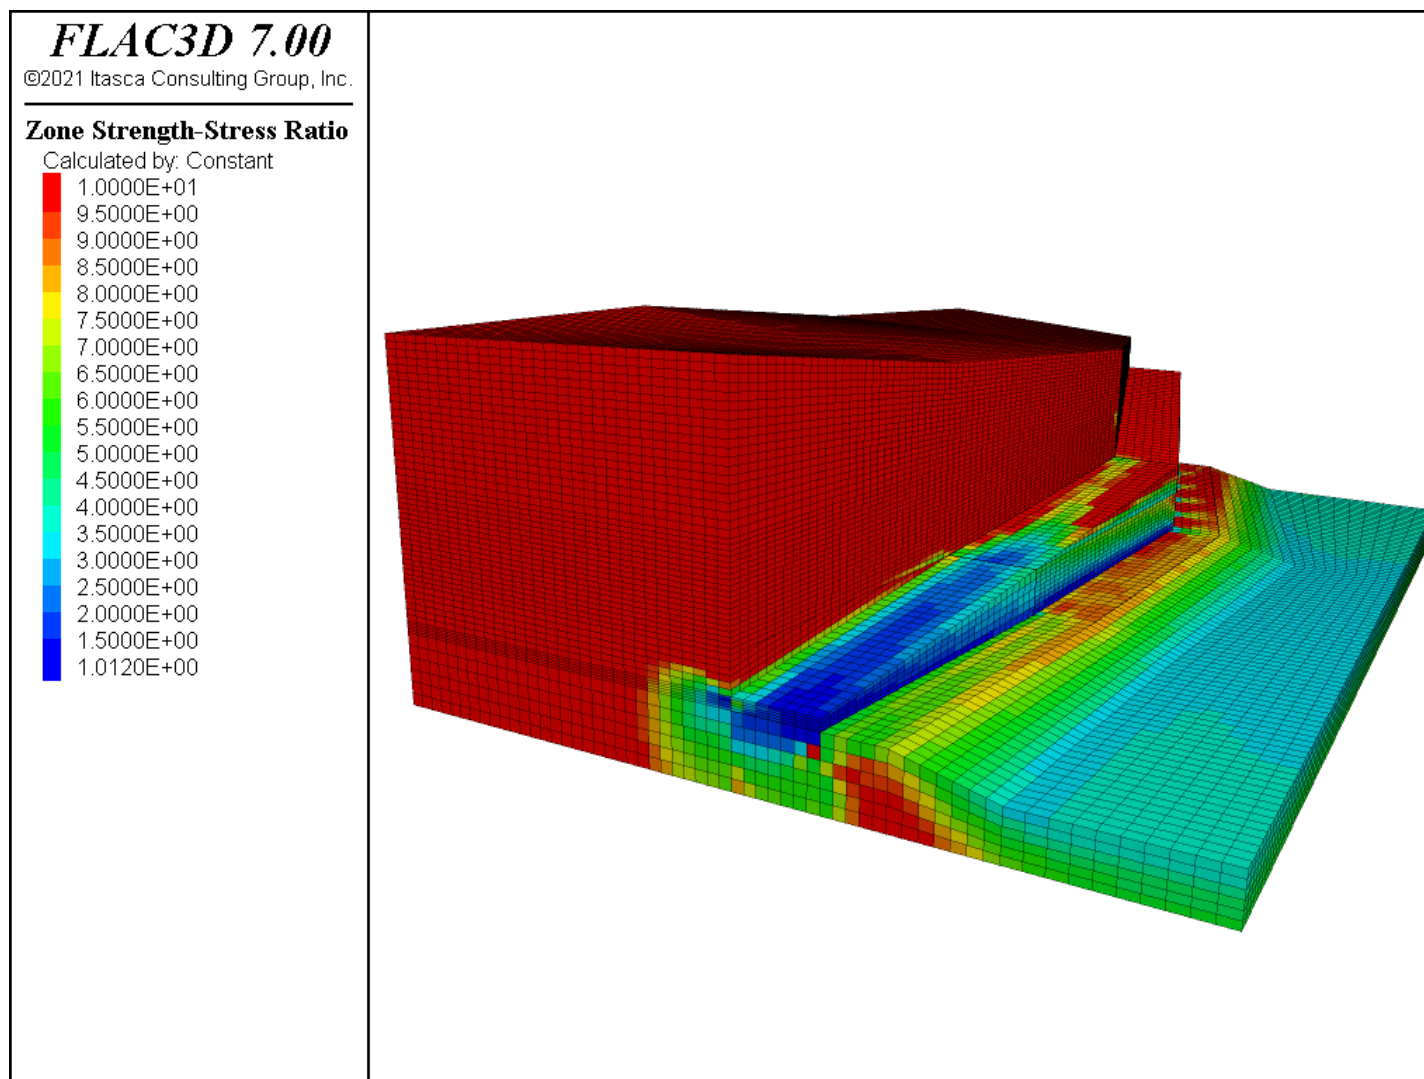 FLAC3D 7.00
©2021 Itasca Consulting Group, Inc.
Zone Strength-Stress Ratio
Calculated by: Constant
1.0000E+01
9.5000E+00
9.0000E+00
8.5000E+00
8.0000E+00
7.5000E+00
7.0000E+00
6.5000E+00
6.0000E+00
5.5000E+00
5.0000E+00
4.5000E+00
4.0000E+00
3.5000E+00
3.0000E+00
2.5000E+00
2.0000E+00
1.5000E+00
1.0120E+00